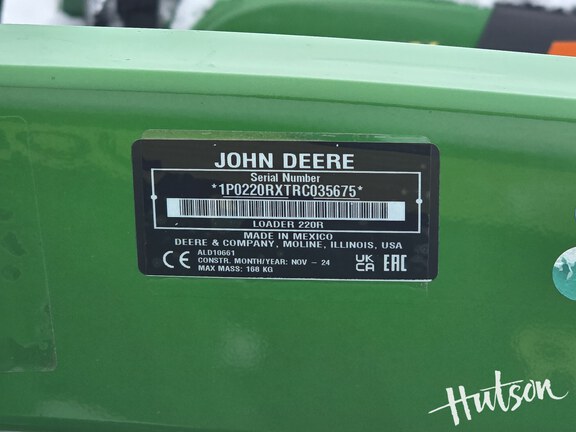 JOHN DEERE
Serial Number
*1P0220RXTRC035675*
LOADER 220R
MADE IN MEXICO
DEERE & COMPANY, MOLINE, ILLINOIS, USA
ALD10661
CE CONSTR. MONTH/YEAR: NOV - 24 UK CA EAC
MAX MASS: 168 KG
Hutson